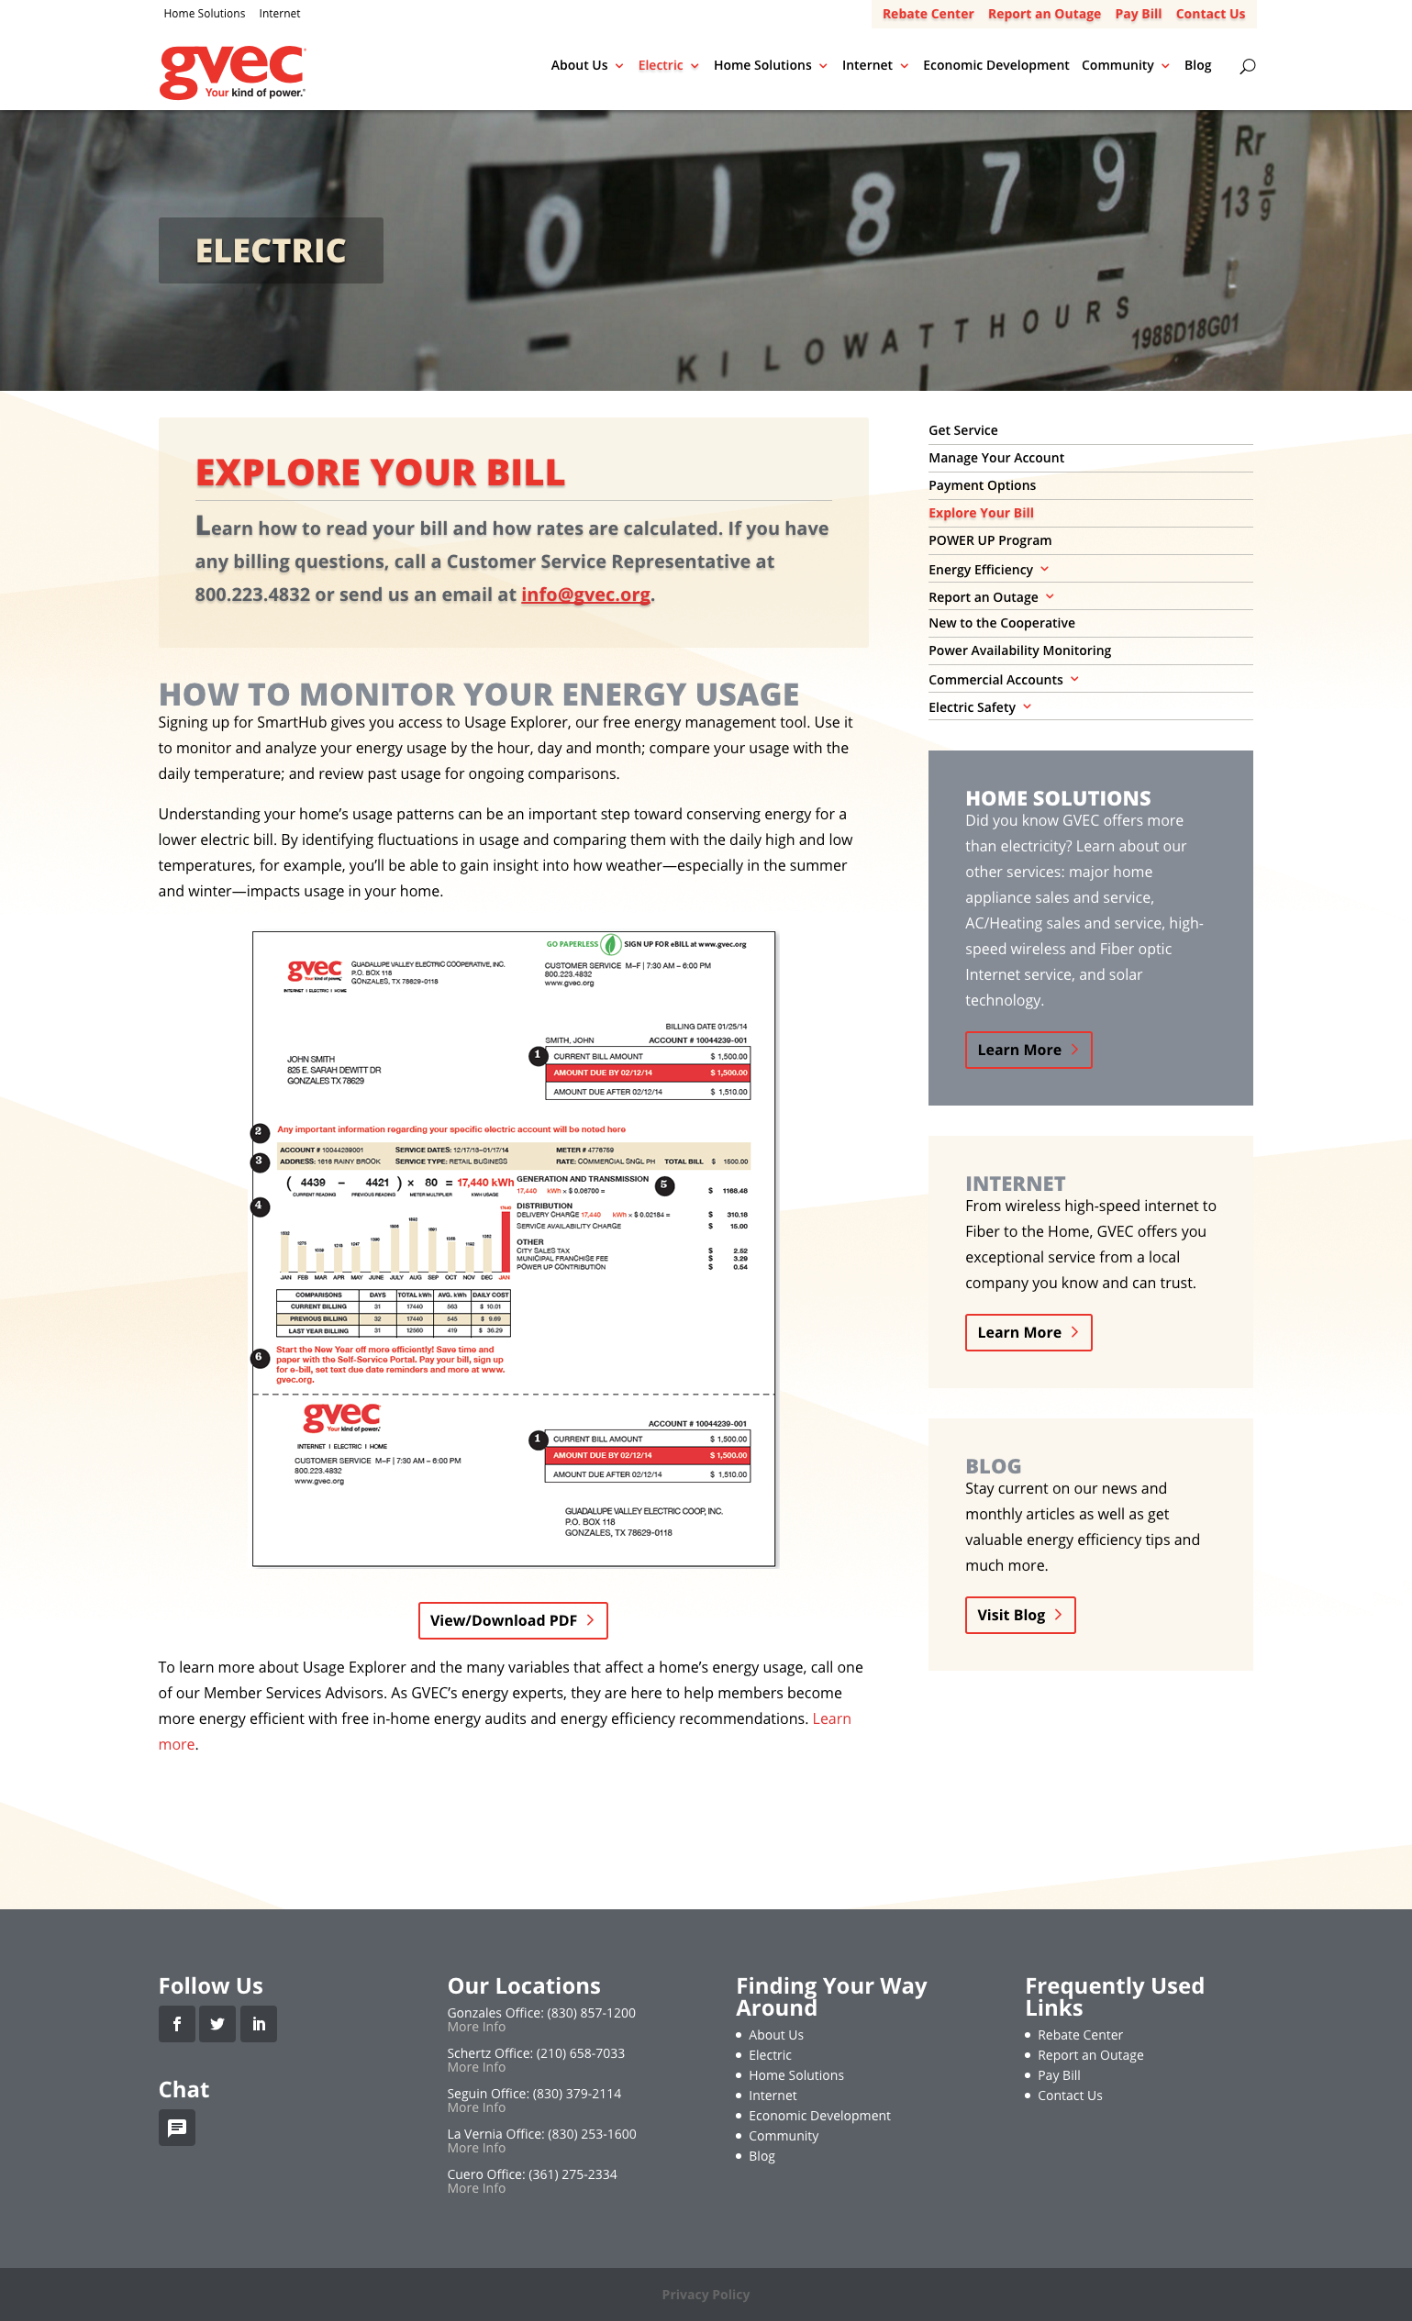 Home Solutions Internet
Rebate Center Report an Outage Pay Bill Contact Us
gvec
Your kind of power.
About Us Electric Home Solutions Internet Economic Development Community Blog
0 1 8 7 9
Rr
13 8/9
KILOWATTHOURS
1988D18G01
ELECTRIC
EXPLORE YOUR BILL
Learn how to read your bill and how rates are calculated. If you have
any billing questions, call a Customer Service Representative at
800.223.4832 or send us an email at info@gvec.org.
HOW TO MONITOR YOUR ENERGY USAGE
Signing up for SmartHub gives you access to Usage Explorer, our free energy management tool. Use it
to monitor and analyze your energy usage by the hour, day and month; compare your usage with the
daily temperature; and review past usage for ongoing comparisons.
Understanding your home’s usage patterns can be an important step toward conserving energy for a
lower electric bill. By identifying fluctuations in usage and comparing them with the daily high and low
temperatures, for example, you’ll be able to gain insight into how weather—especially in the summer
and winter—impacts usage in your home.
GO PAPERLESS SIGN UP FOR eBILL at www.gvec.org
gvec
Your kind of power.
INTERNET I ELECTRIC I HOME
GUADALUPE VALLEY ELECTRIC COOPERATIVE, INC.
P.O. BOX 118
GONZALES, TX 78629-0118
CUSTOMER SERVICE M–F | 7:30 AM – 6:00 PM
800.223.4832
www.gvec.org
BILLING DATE 01/25/14
SMITH, JOHN ACCOUNT # 10044239-001
1 CURRENT BILL AMOUNT $ 1,500.00
AMOUNT DUE BY 02/12/14 $ 1,500.00
AMOUNT DUE AFTER 02/12/14 $ 1,510.00
JOHN SMITH
825 E. SARAH DEWITT DR
GONZALES TX 78629
2 Any important information regarding your specific electric account will be noted here
3 ACCOUNT # 10044289001 SERVICE DATES: 12/17/13–01/17/14 METER # 4776759
ADDRESS: 1616 RAINY BROOK SERVICE TYPE: RETAIL BUSINESS RATE: COMMERCIAL SNGL PH TOTAL BILL $ 1500.00
( 4439 – 4421 ) × 80 = 17,440 kWh
CURRENT READING PREVIOUS READING METER MULTIPLIER KWH USAGE
4
JAN FEB MAR APR MAY JUNE JULY AUG SEP OCT NOV DEC JAN
GENERATION AND TRANSMISSION 5
17,440 kWh × $ 0.06700 = $ 1168.48
DISTRIBUTION
DELIVERY CHARGE 17,440 kWh × $ 0.02184 = $ 310.18
SERVICE AVAILABILITY CHARGE $ 15.00
OTHER
CITY SALES TAX $ 2.52
MUNICIPAL FRANCHISE FEE $ 3.29
POWER UP CONTRIBUTION $ 0.54
COMPARISONS DAYS TOTAL kWh AVG. kWh DAILY COST
CURRENT BILLING 31 17440 563 $ 10.01
PREVIOUS BILLING 32 17440 545 $ 9.69
LAST YEAR BILLING 31 12560 419 $ 36.29
6 Start the New Year off more efficiently! Save time and
paper with the Self-Service Portal. Pay your bill, sign up
for e-bill, set text due date reminders and more at www.
gvec.org.
gvec
Your kind of power.
INTERNET I ELECTRIC I HOME
CUSTOMER SERVICE M–F | 7:30 AM – 6:00 PM
800.223.4832
www.gvec.org
ACCOUNT # 10044239-001
1 CURRENT BILL AMOUNT $ 1,500.00
AMOUNT DUE BY 02/12/14 $ 1,500.00
AMOUNT DUE AFTER 02/12/14 $ 1,510.00
GUADALUPE VALLEY ELECTRIC COOP, INC.
P.O. BOX 118
GONZALES, TX 78629-0118
View/Download PDF
To learn more about Usage Explorer and the many variables that affect a home’s energy usage, call one
of our Member Services Advisors. As GVEC’s energy experts, they are here to help members become
more energy efficient with free in-home energy audits and energy efficiency recommendations. Learn
more.
Get Service
Manage Your Account
Payment Options
Explore Your Bill
POWER UP Program
Energy Efficiency
Report an Outage
New to the Cooperative
Power Availability Monitoring
Commercial Accounts
Electric Safety
HOME SOLUTIONS
Did you know GVEC offers more
than electricity? Learn about our
other services: major home
appliance sales and service,
AC/Heating sales and service, high-
speed wireless and Fiber optic
Internet service, and solar
technology.
Learn More
INTERNET
From wireless high-speed internet to
Fiber to the Home, GVEC offers you
exceptional service from a local
company you know and can trust.
Learn More
BLOG
Stay current on our news and
monthly articles as well as get
valuable energy efficiency tips and
much more.
Visit Blog
Follow Us
Chat
Our Locations
Gonzales Office: (830) 857-1200
More Info
Schertz Office: (210) 658-7033
More Info
Seguin Office: (830) 379-2114
More Info
La Vernia Office: (830) 253-1600
More Info
Cuero Office: (361) 275-2334
More Info
Finding Your Way
Around
About Us
Electric
Home Solutions
Internet
Economic Development
Community
Blog
Frequently Used
Links
Rebate Center
Report an Outage
Pay Bill
Contact Us
Privacy Policy